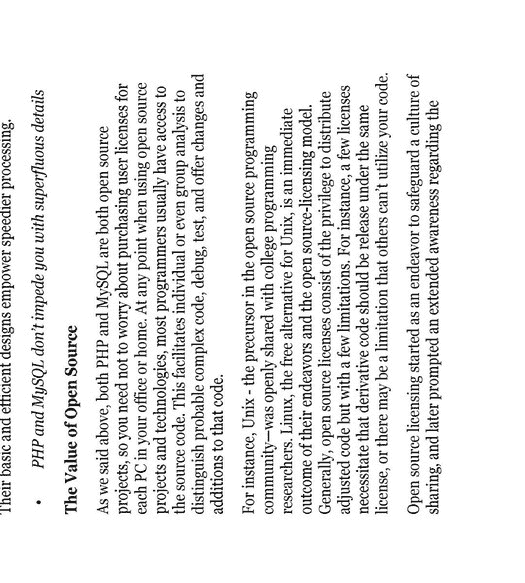 Their basic and efficient designs empower speedier processing.
• PHP and MySQL don't impede you with superfluous details
The Value of Open Source
As we said above, both PHP and MySQL are both open source
projects, so you need not to worry about purchasing user licenses for
each PC in your office or home. At any point when using open source
projects and technologies, most programmers usually have access to
the source code. This facilitates individual or even group analysis to
distinguish probable complex code, debug, test, and offer changes and
additions to that code.
For instance, Unix - the precursor in the open source programming
community—was openly shared with college programming
researchers. Linux, the free alternative for Unix, is an immediate
outcome of their endeavors and the open source-licensing model.
Generally, open source licenses consist of the privilege to distribute
adjusted code but with a few limitations. For instance, a few licenses
necessitate that derivative code should be release under the same
license, or there may be a limitation that others can't utilize your code.
Open source licensing started as an endeavor to safeguard a culture of
sharing, and later prompted an extended awareness regarding the